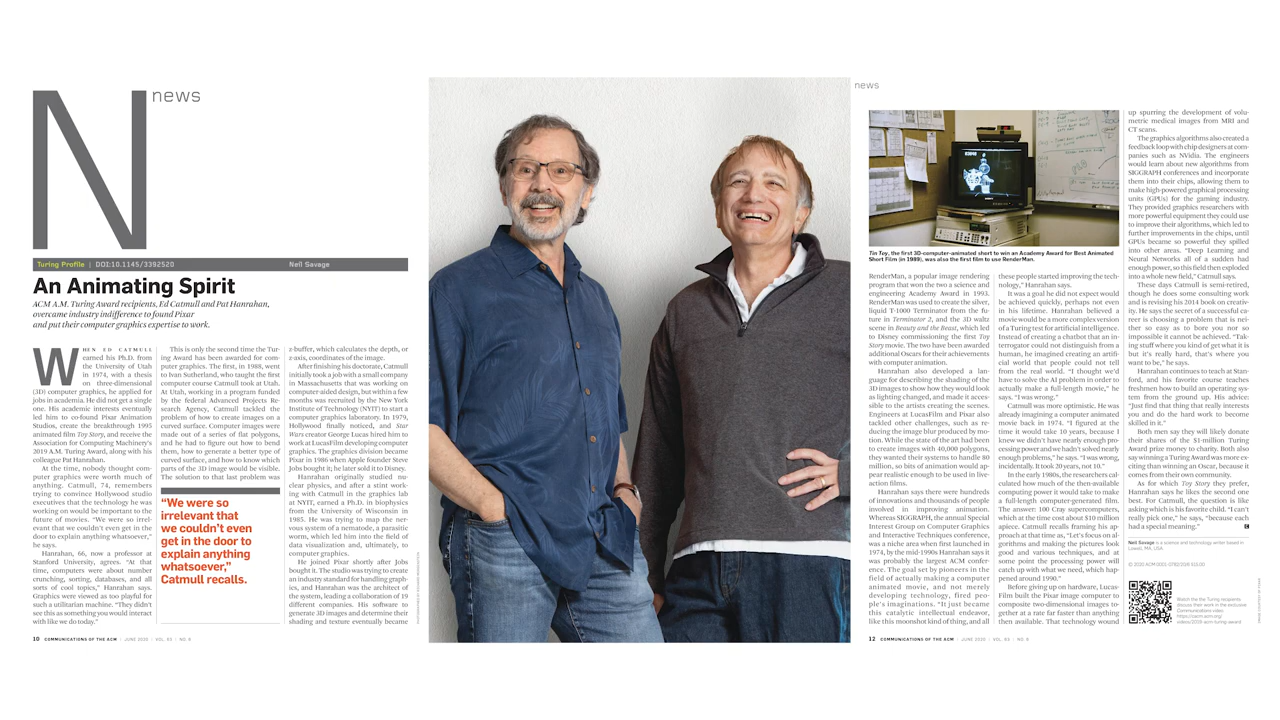 news
N
Turing Profile | DOI:10.1145/3392520 Neil Savage
An Animating Spirit
ACM A.M. Turing Award recipients, Ed Catmull and Pat Hanrahan,
overcame industry indifference to found Pixar
and put their computer graphics expertise to work.
WHEN ED CATMULL
earned his Ph.D. from
the University of Utah
in 1974, with a thesis
on three-dimensional
(3D) computer graphics, he applied for
jobs in academia. He did not get a single
one. His academic interests eventually
led him to co-found Pixar Animation
Studios, create the breakthrough 1995
animated film Toy Story, and receive the
Association for Computing Machinery's
2019 A.M. Turing Award, along with his
colleague Pat Hanrahan.
At the time, nobody thought com-
puter graphics were worth much of
anything. Catmull, 74, remembers
trying to convince Hollywood studio
executives that the technology he was
working on would be important to the
future of movies. "We were so irrel-
evant that we couldn't even get in the
door to explain anything whatsoever,"
he says.
Hanrahan, 66, now a professor at
Stanford University, agrees. "At that
time, computers were about number
crunching, sorting, databases, and all
sorts of cool topics," Hanrahan says.
Graphics were viewed as too playful for
such a utilitarian machine. "They didn't
see this as something you would interact
with like we do today."
This is only the second time the Tur-
ing Award has been awarded for com-
puter graphics. The first, in 1988, went
to Ivan Sutherland, who taught the first
computer course Catmull took at Utah.
At Utah, working in a program funded
by the federal Advanced Projects Re-
search Agency, Catmull tackled the
problem of how to create images on a
curved surface. Computer images were
made out of a series of flat polygons,
and he had to figure out how to bend
them, how to generate a better type of
curved surface, and how to know which
parts of the 3D image would be visible.
The solution to that last problem was
"We were so
irrelevant that
we couldn't even
get in the door to
explain anything
whatsoever,"
Catmull recalls.
z-buffer, which calculates the depth, or
z-axis, coordinates of the image.
After finishing his doctorate, Catmull
initially took a job with a small company
in Massachusetts that was working on
computer-aided design, but within a few
months was recruited by the New York
Institute of Technology (NYIT) to start a
computer graphics laboratory. In 1979,
Hollywood finally noticed, and Star
Wars creator George Lucas hired him to
work at LucasFilm developing computer
graphics. The graphics division became
Pixar in 1986 when Apple founder Steve
Jobs bought it; he later sold it to Disney.
Hanrahan originally studied nu-
clear physics, and after a stint work-
ing with Catmull in the graphics lab
at NYIT, earned a Ph.D. in biophysics
from the University of Wisconsin in
1985. He was trying to map the ner-
vous system of a nematode, a parasitic
worm, which led him into the field of
data visualization and, ultimately, to
computer graphics.
He joined Pixar shortly after Jobs
bought it. The studio was trying to create
an industry standard for handling graph-
ics, and Hanrahan was the architect of
the system, leading a collaboration of 19
different companies. His software to
generate 3D images and determine their
shading and texture eventually became
10 COMMUNICATIONS OF THE ACM | JUNE 2020 | VOL. 63 | NO. 6
news
Tin Toy, the first 3D-computer-animated short to win an Academy Award for Best Animated
Short Film (in 1989), was also the first film to use RenderMan.
RenderMan, a popular image rendering
program that won the two a science and
engineering Academy Award in 1993.
RenderMan was used to create the silver,
liquid T-1000 Terminator from the fu-
ture in Terminator 2, and the 3D waltz
scene in Beauty and the Beast, which led
to Disney commissioning the first Toy
Story movie. The two have been awarded
additional Oscars for their achievements
with computer animation.
Hanrahan also developed a lan-
guage for describing the shading of the
3D images to show how they would look
as lighting changed, and made it acces-
sible to the artists creating the scenes.
Engineers at LucasFilm and Pixar also
tackled other challenges, such as re-
ducing the image blur produced by mo-
tion. While the state of the art had been
to create images with 40,000 polygons,
they wanted their systems to handle 80
million, so bits of animation would ap-
pear realistic enough to be used in live-
action films.
Hanrahan says there were hundreds
of innovations and thousands of people
involved in improving animation.
Whereas SIGGRAPH, the annual Special
Interest Group on Computer Graphics
and Interactive Techniques conference,
was a niche area when first launched in
1974, by the mid-1990s Hanrahan says it
was probably the largest ACM confer-
ence. The goal set by pioneers in the
field of actually making a computer
animated movie, and not merely
developing technology, fired peo-
ple's imaginations. "It just became
this catalytic intellectual endeavor,
like this moonshot kind of thing, and all
these people started improving the tech-
nology," Hanrahan says.
It was a goal he did not expect would
be achieved quickly, perhaps not even
in his lifetime. Hanrahan believed a
movie would be a more complex version
of a Turing test for artificial intelligence.
Instead of creating a chatbot that an in-
terrogator could not distinguish from a
human, he imagined creating an artifi-
cial world that people could not tell
from the real world. "I thought we'd
have to solve the AI problem in order to
actually make a full-length movie," he
says. "I was wrong."
Catmull was more optimistic. He was
already imagining a computer animated
movie back in 1974. "I figured at the
time it would take 10 years, because I
knew we didn't have nearly enough pro-
cessing power and we hadn't solved nearly
enough problems," he says. "I was wrong,
incidentally. It took 20 years, not 10."
In the early 1980s, the researchers cal-
culated how much of the then-available
computing power it would take to make
a full-length computer-generated film.
The answer: 100 Cray supercomputers,
which at the time cost about $10 million
apiece. Catmull recalls framing his ap-
proach at that time as, "Let's focus on al-
gorithms and making the pictures look
good and various techniques, and at
some point the processing power will
catch up with what we need, which hap-
pened around 1990."
Before giving up on hardware, Lucas-
Film built the Pixar image computer to
composite two-dimensional images to-
gether at a rate far faster than anything
then available. That technology wound
up spurring the development of volu-
metric medical images from MRI and
CT scans.
The graphics algorithms also created a
feedback loop with chip designers at com-
panies such as NVidia. The engineers
would learn about new algorithms from
SIGGRAPH conferences and incorporate
them into their chips, allowing them to
make high-powered graphical processing
units (GPUs) for the gaming industry.
They provided graphics researchers with
more powerful equipment they could use
to improve their algorithms, which led to
further improvements in the chips, until
GPUs became so powerful they spilled
into other areas. "Deep Learning and
Neural Networks all of a sudden had
enough power, so this field then exploded
into a whole new field," Catmull says.
These days Catmull is semi-retired,
though he does some consulting work
and is revising his 2014 book on creativ-
ity. He says the secret of a successful ca-
reer is choosing a problem that is nei-
ther so easy as to bore you nor so
impossible it cannot be achieved. "Tak-
ing stuff where you kind of get what it is
but it's really hard, that's where you
want to be," he says.
Hanrahan continues to teach at Stan-
ford, and his favorite course teaches
freshmen how to build an operating sys-
tem from the ground up. His advice:
"Just find that thing that really interests
you and do the hard work to become
skilled in it."
Both men say they will likely donate
their shares of the $1-million Turing
Award prize money to charity. Both also
say winning a Turing Award was more ex-
citing than winning an Oscar, because it
comes from their own community.
As for which Toy Story they prefer,
Hanrahan says he likes the second one
best. For Catmull, the question is like
asking which is his favorite child. "I can't
really pick one," he says, "because each
had a special meaning."
Neil Savage is a science and technology writer based in
Lowell, MA, USA.
© 2020 ACM 0001-0782/20/6 $15.00
Watch the Turing recipients
discuss their work in the exclusive
Communications video.
https://cacm.acm.org/
videos/2019-acm-turing-award
12 COMMUNICATIONS OF THE ACM | JUNE 2020 | VOL. 63 | NO. 6